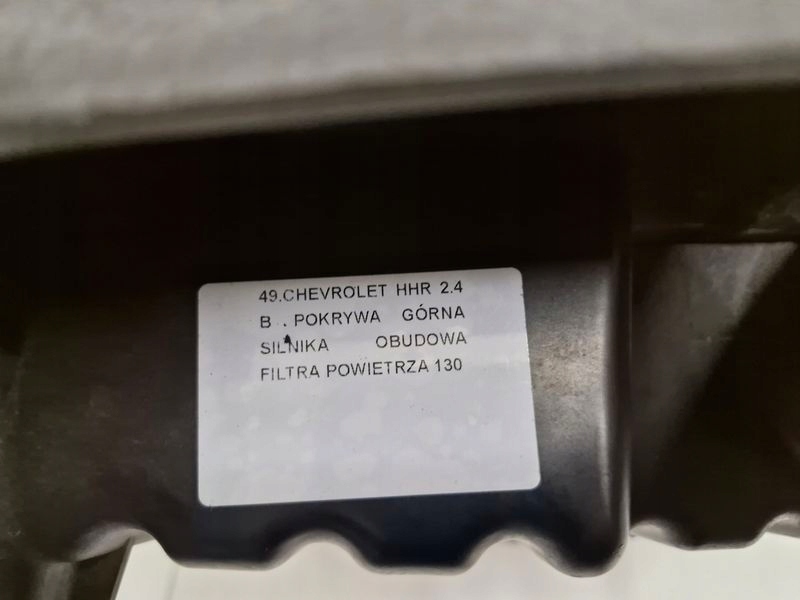 49.CHEVROLET HHR 2.4
B . POKRYWA GÓRNA
SILNIKA OBUDOWA
FILTRA POWIETRZA 130